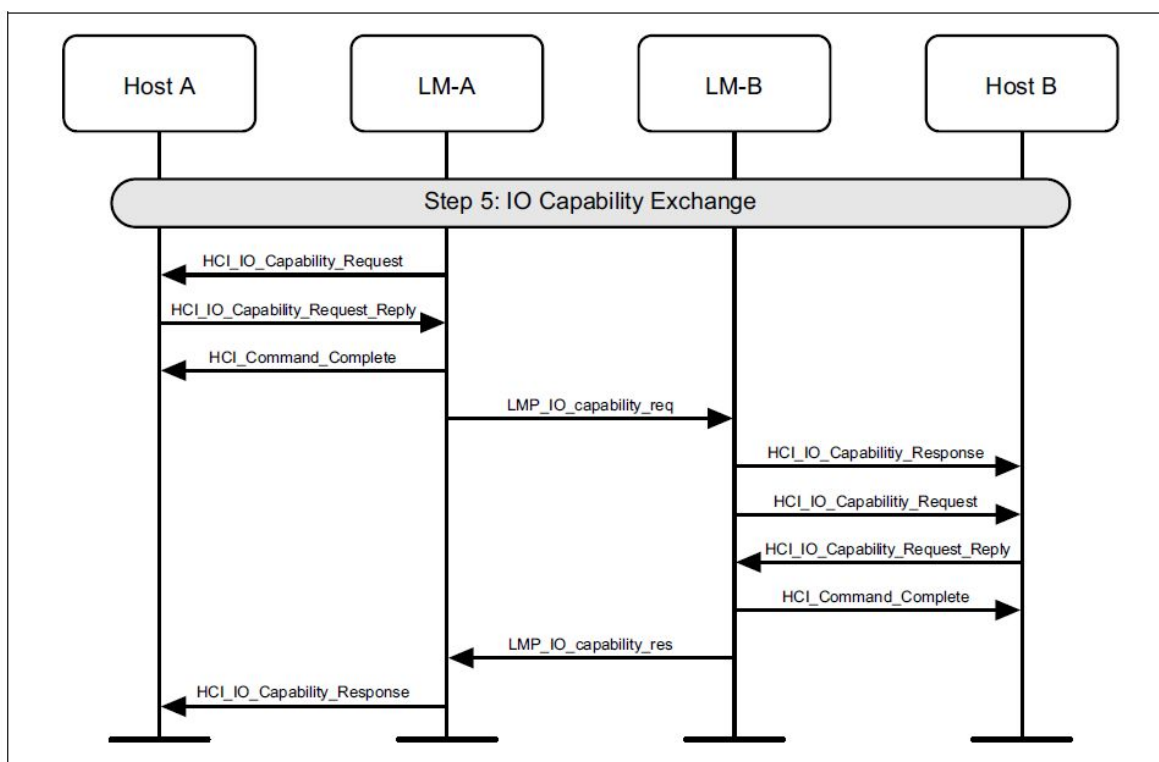 Host A
LM-A
LM-B
Host B
Step 5: IO Capability Exchange
HCI_IO_Capability_Request
HCI_IO_Capability_Request_Reply
HCI_Command_Complete
LMP_IO_capability_req
HCI_IO_Capabilitiy_Response
HCI_IO_Capabilitiy_Request
HCI_IO_Capability_Request_Reply
HCI_Command_Complete
LMP_IO_capability_res
HCI_IO_Capability_Response